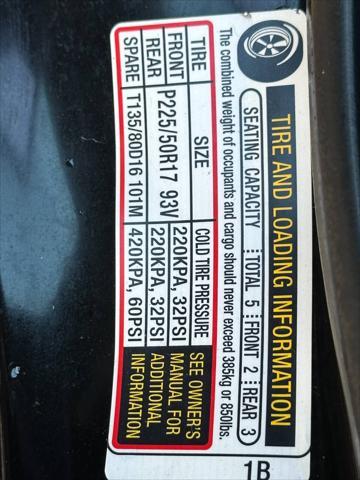 TIRE AND LOADING INFORMATION
SEATING CAPACITY TOTAL 5 FRONT 2 REAR 3
The combined weight of occupants and cargo should never exceed 385kg or 850lbs.
TIRE SIZE COLD TIRE PRESSURE
FRONT P225/50R17 93V 220KPA, 32PSI
REAR 220KPA, 32PSI
SPARE T135/80D16 101M 420KPA, 60PSI
SEE OWNER'S
MANUAL FOR
ADDITIONAL
INFORMATION
1B